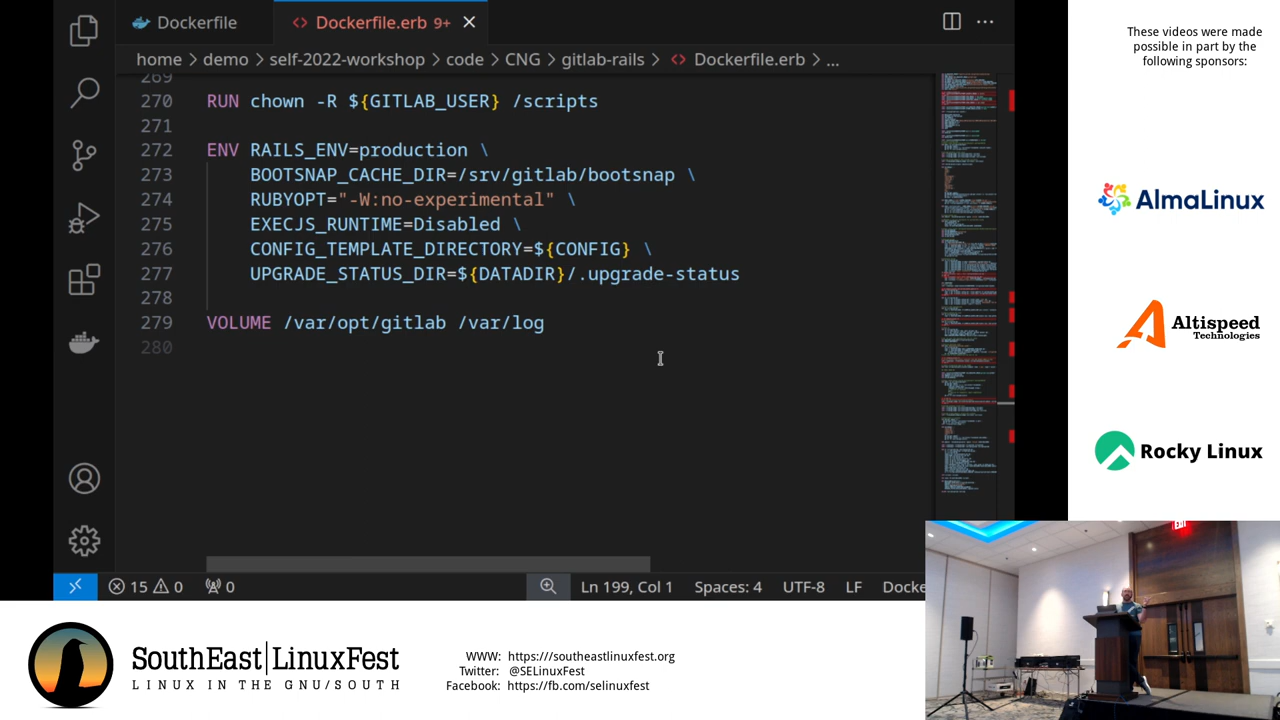 Dockerfile
<> Dockerfile.erb 9+ ×
home > demo > self-2022-workshop > code > CNG > gitlab-rails > <> Dockerfile.erb > ...
269
270 RUN chown -R ${GITLAB_USER} /scripts
271
272 ENV RAILS_ENV=production \
273 BOOTSNAP_CACHE_DIR=/srv/gitlab/bootsnap \
274 RUBYOPT="-W:no-experimental" \
275 EXECJS_RUNTIME=Disabled \
276 CONFIG_TEMPLATE_DIRECTORY=${CONFIG} \
277 UPGRADE_STATUS_DIR=${DATADIR}/.upgrade-status
278
279 VOLUME /var/opt/gitlab /var/log
280
15 0 0
Ln 199, Col 1 Spaces: 4 UTF-8 LF Docke
These videos were made
possible in part by the
following sponsors:
AlmaLinux
Altispeed
Technologies
Rocky Linux
EXIT
SouthEast|LinuxFest
LINUX IN THE GNU/SOUTH
WWW: https:///southeastlinuxfest.org
Twitter: @SELinuxFest
Facebook: https://fb.com/selinuxfest